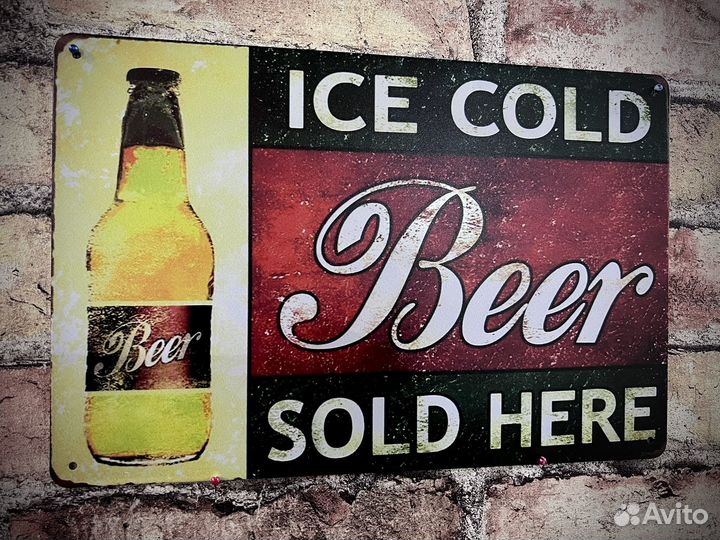 ICE COLD
Beer
SOLD HERE
Beer
Avito